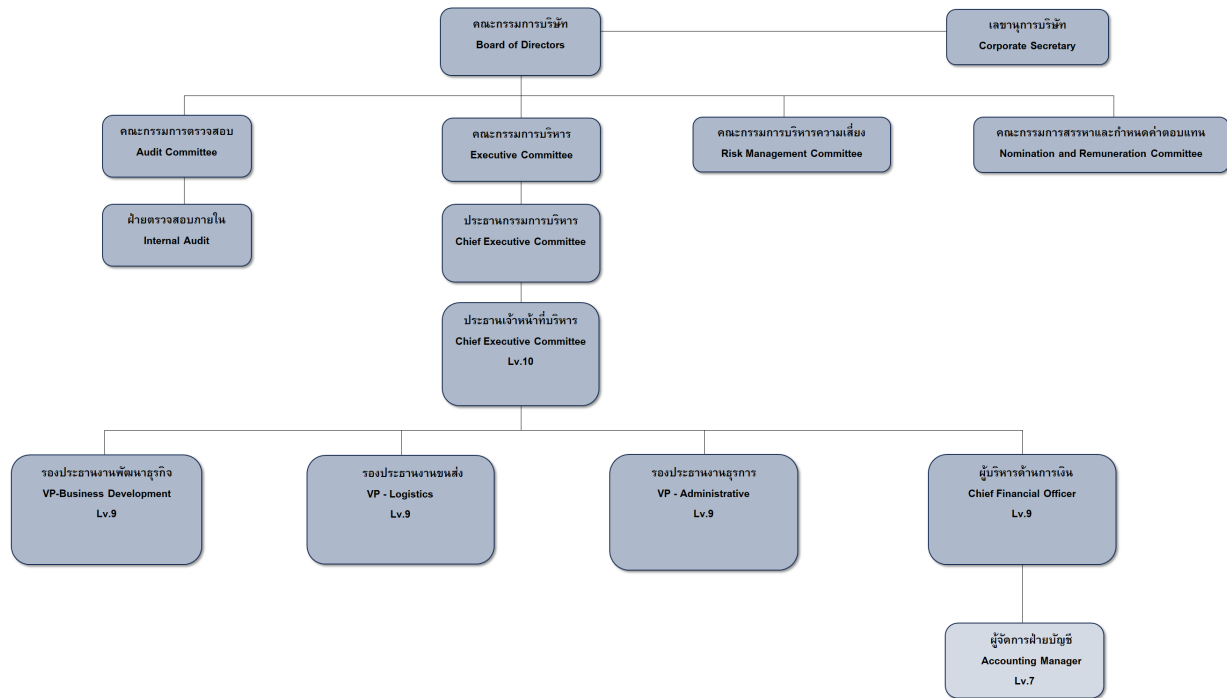 คณะกรรมการบริษัท
Board of Directors
เลขานุการบริษัท
Corporate Secretary
คณะกรรมการตรวจสอบ
Audit Committee
คณะกรรมการบริหาร
Executive Committee
คณะกรรมการบริหารความเสี่ยง
Risk Management Committee
คณะกรรมการสรรหาและกำหนดค่าตอบแทน
Nomination and Remuneration Committee
ฝ่ายตรวจสอบภายใน
Internal Audit
ประธานกรรมการบริหาร
Chief Executive Committee
ประธานเจ้าหน้าที่บริหาร
Chief Executive Committee
Lv.10
รองประธานงานพัฒนาธุรกิจ
VP-Business Development
Lv.9
รองประธานงานขนส่ง
VP - Logistics
Lv.9
รองประธานงานธุรการ
VP - Administrative
Lv.9
ผู้บริหารด้านการเงิน
Chief Financial Officer
Lv.9
ผู้จัดการฝ่ายบัญชี
Accounting Manager
Lv.7